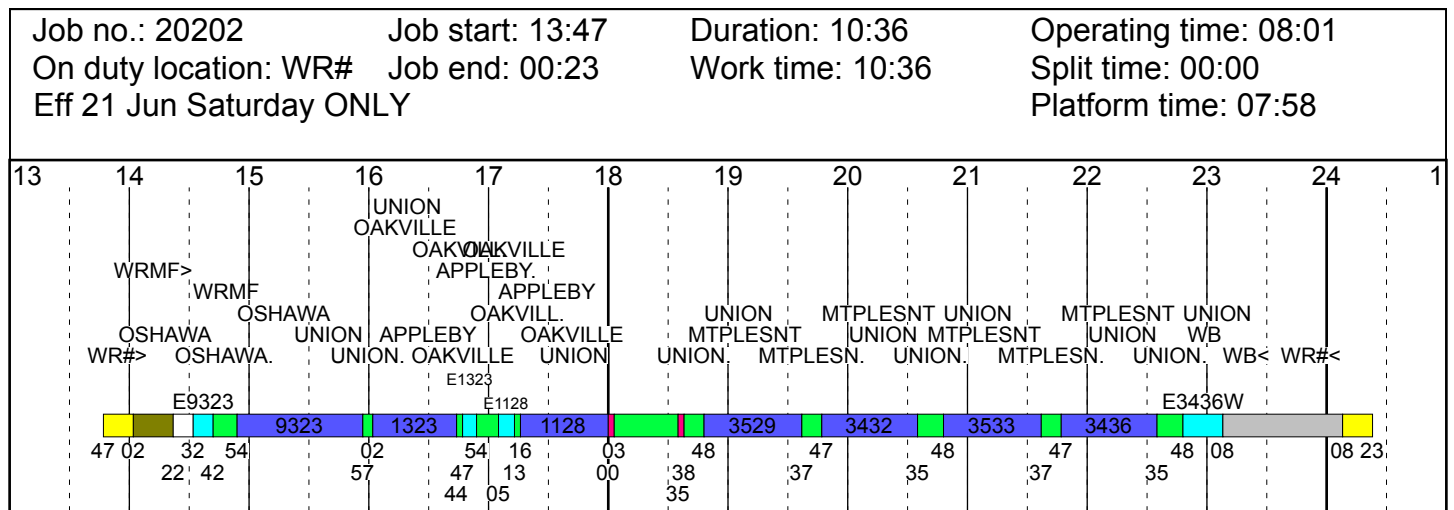 Job no.: 20202 Job start: 13:47 Duration: 10:36 Operating time: 08:01
On duty location: WR# Job end: 00:23 Work time: 10:36 Split time: 00:00
Eff 21 Jun Saturday ONLY Platform time: 07:58
13 14 15 16 17 18 19 20 21 22 23 24 1
UNION
OAKVILLE
OAKVILL. OAKVILLE
WRMF> APPLEBY.
WRMF APPLEBY
OSHAWA OAKVILL. UNION MTPLESNT UNION MTPLESNT UNION
OSHAWA UNION APPLEBY OAKVILLE MTPLESNT UNION MTPLESNT UNION WB
WR#> OSHAWA. UNION. OAKVILLE UNION UNION. MTPLESN. UNION. MTPLESN. UNION. WB< WR#<
E1323
E9323 E1128 E3436W
9323 1323 1128 3529 3432 3533 3436
47 02 32 54 02 54 16 03 48 47 48 47 48 08 08 23
22 42 57 47 13 00 38 37 35 37 35
44 05 35